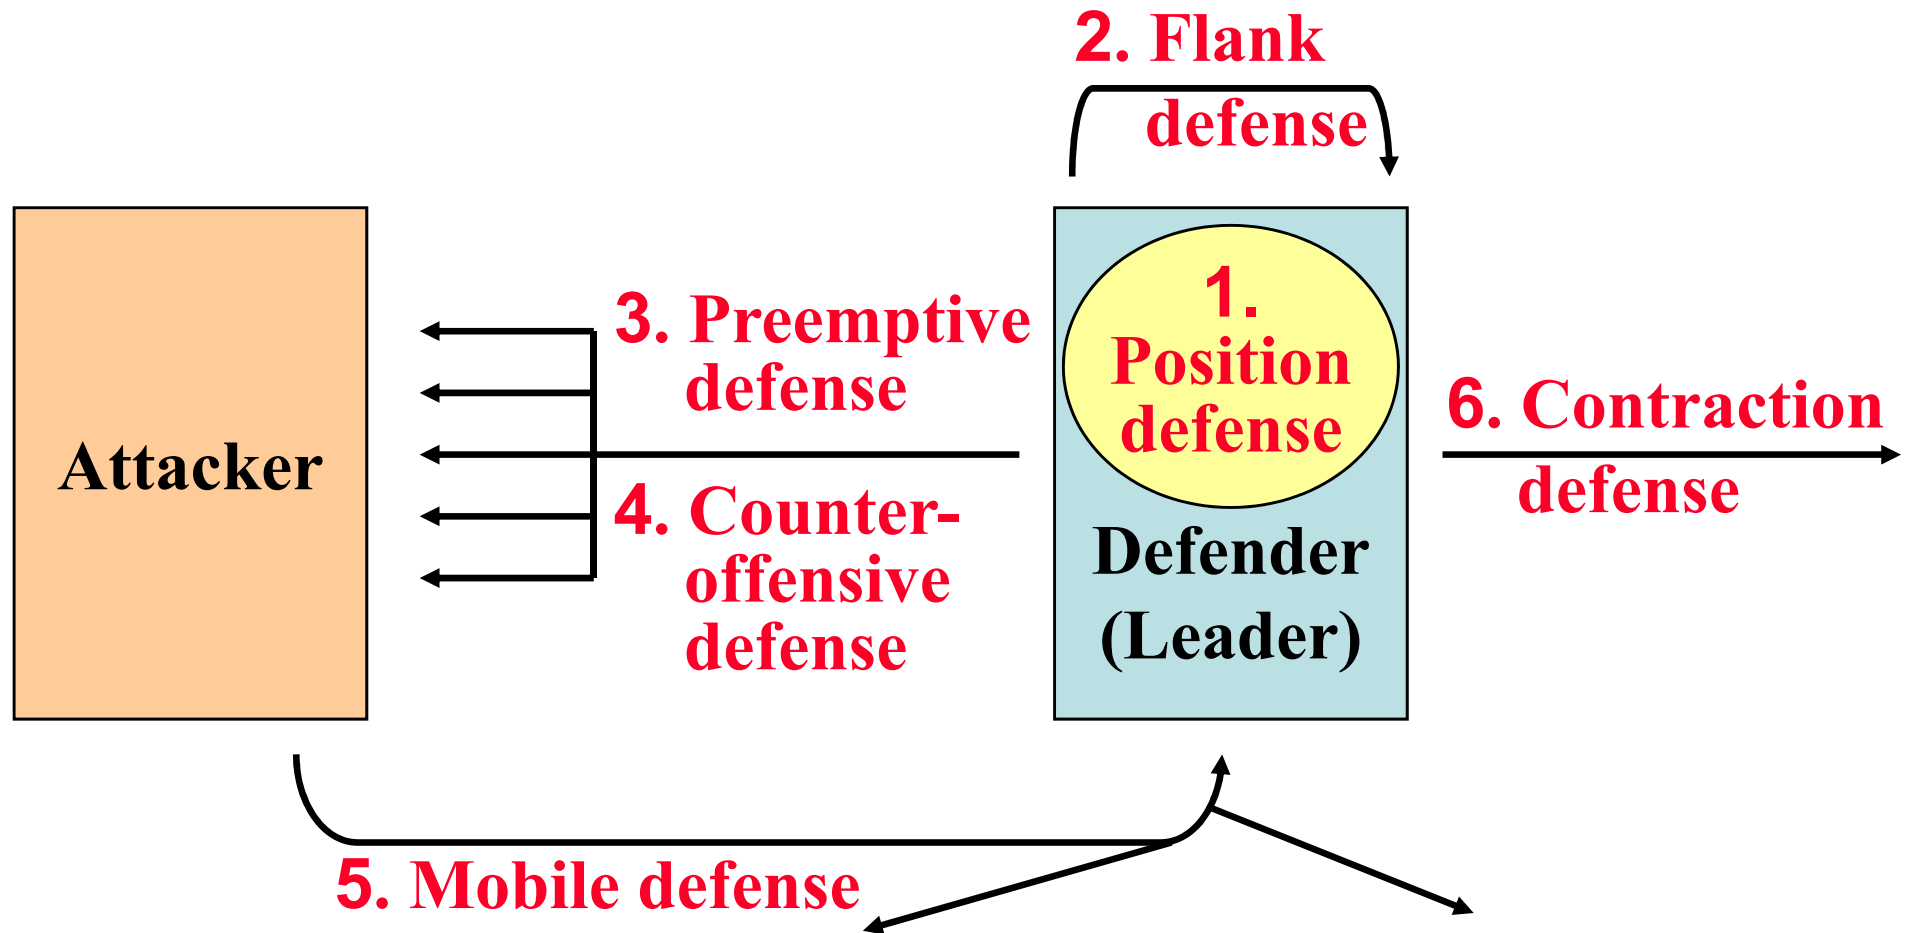 2. Flank
defense
1.
Position
defense
3. Preemptive
defense
6. Contraction
defense
Attacker
4. Counter-
offensive
defense
Defender
(Leader)
5. Mobile defense